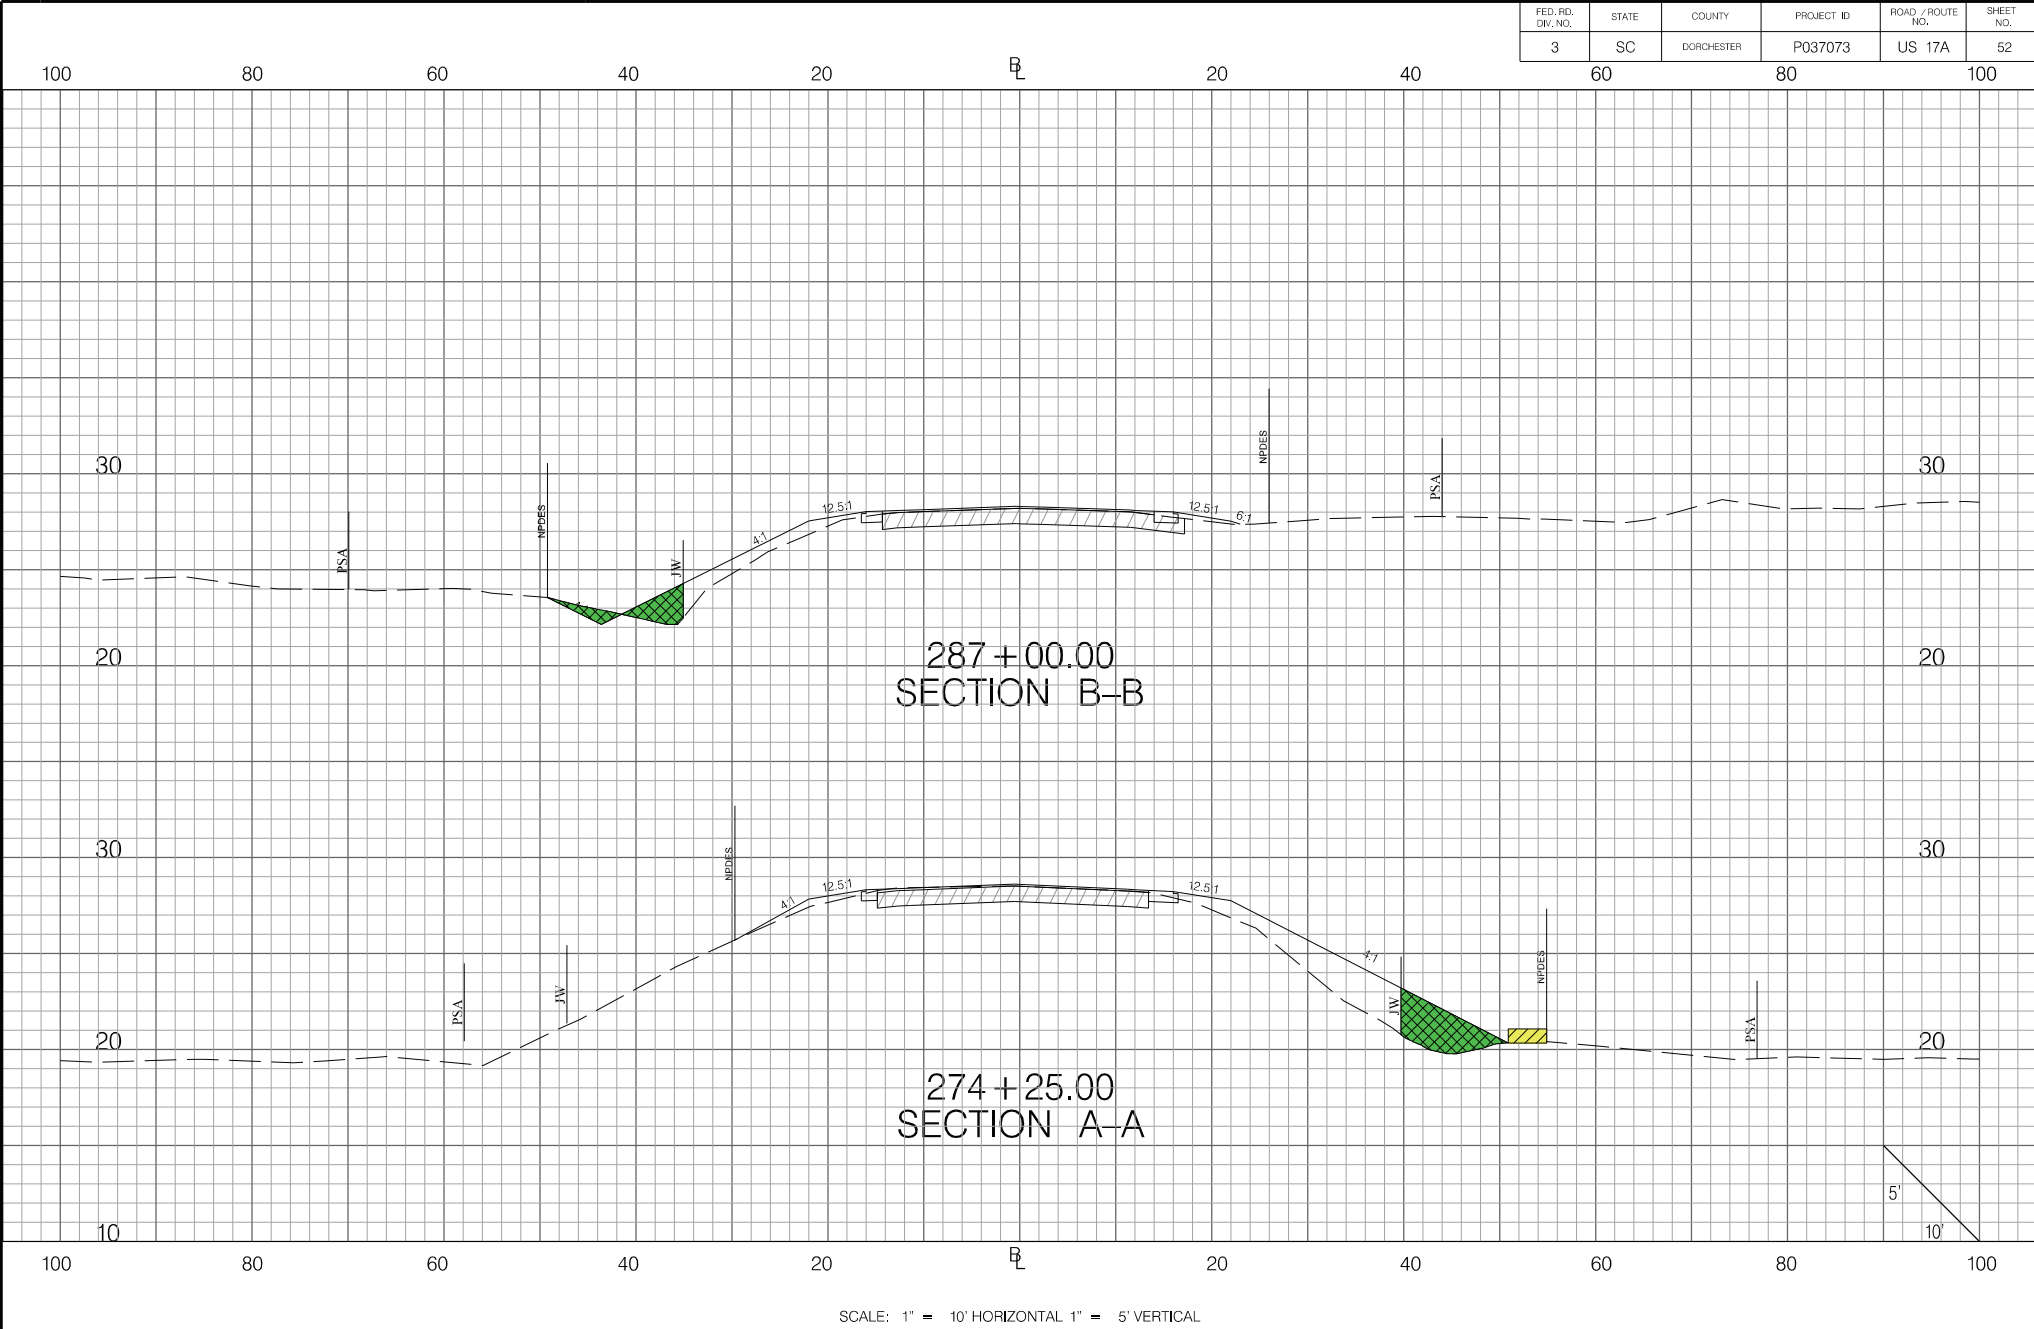 FED. RD. DIV. NO. STATE COUNTY PROJECT ID ROAD / ROUTE NO. SHEET NO.
3 SC DORCHESTER P037073 US 17A 52
100 80 60 40 20 BL 20 40 60 80 100
30 30
NPDES
PSA
NPDES
PSA
JW
12.5:1 12.5:1
6:1
4:1
20 20
287+00.00
SECTION B-B
30 30
NPDES
12.5:1 12.5:1
4:1
4:1
PSA
JW
JW
NPDES
PSA
20 20
274+25.00
SECTION A-A
5'
10'
10
100 80 60 40 20 BL 20 40 60 80 100
SCALE: 1" = 10' HORIZONTAL 1" = 5' VERTICAL